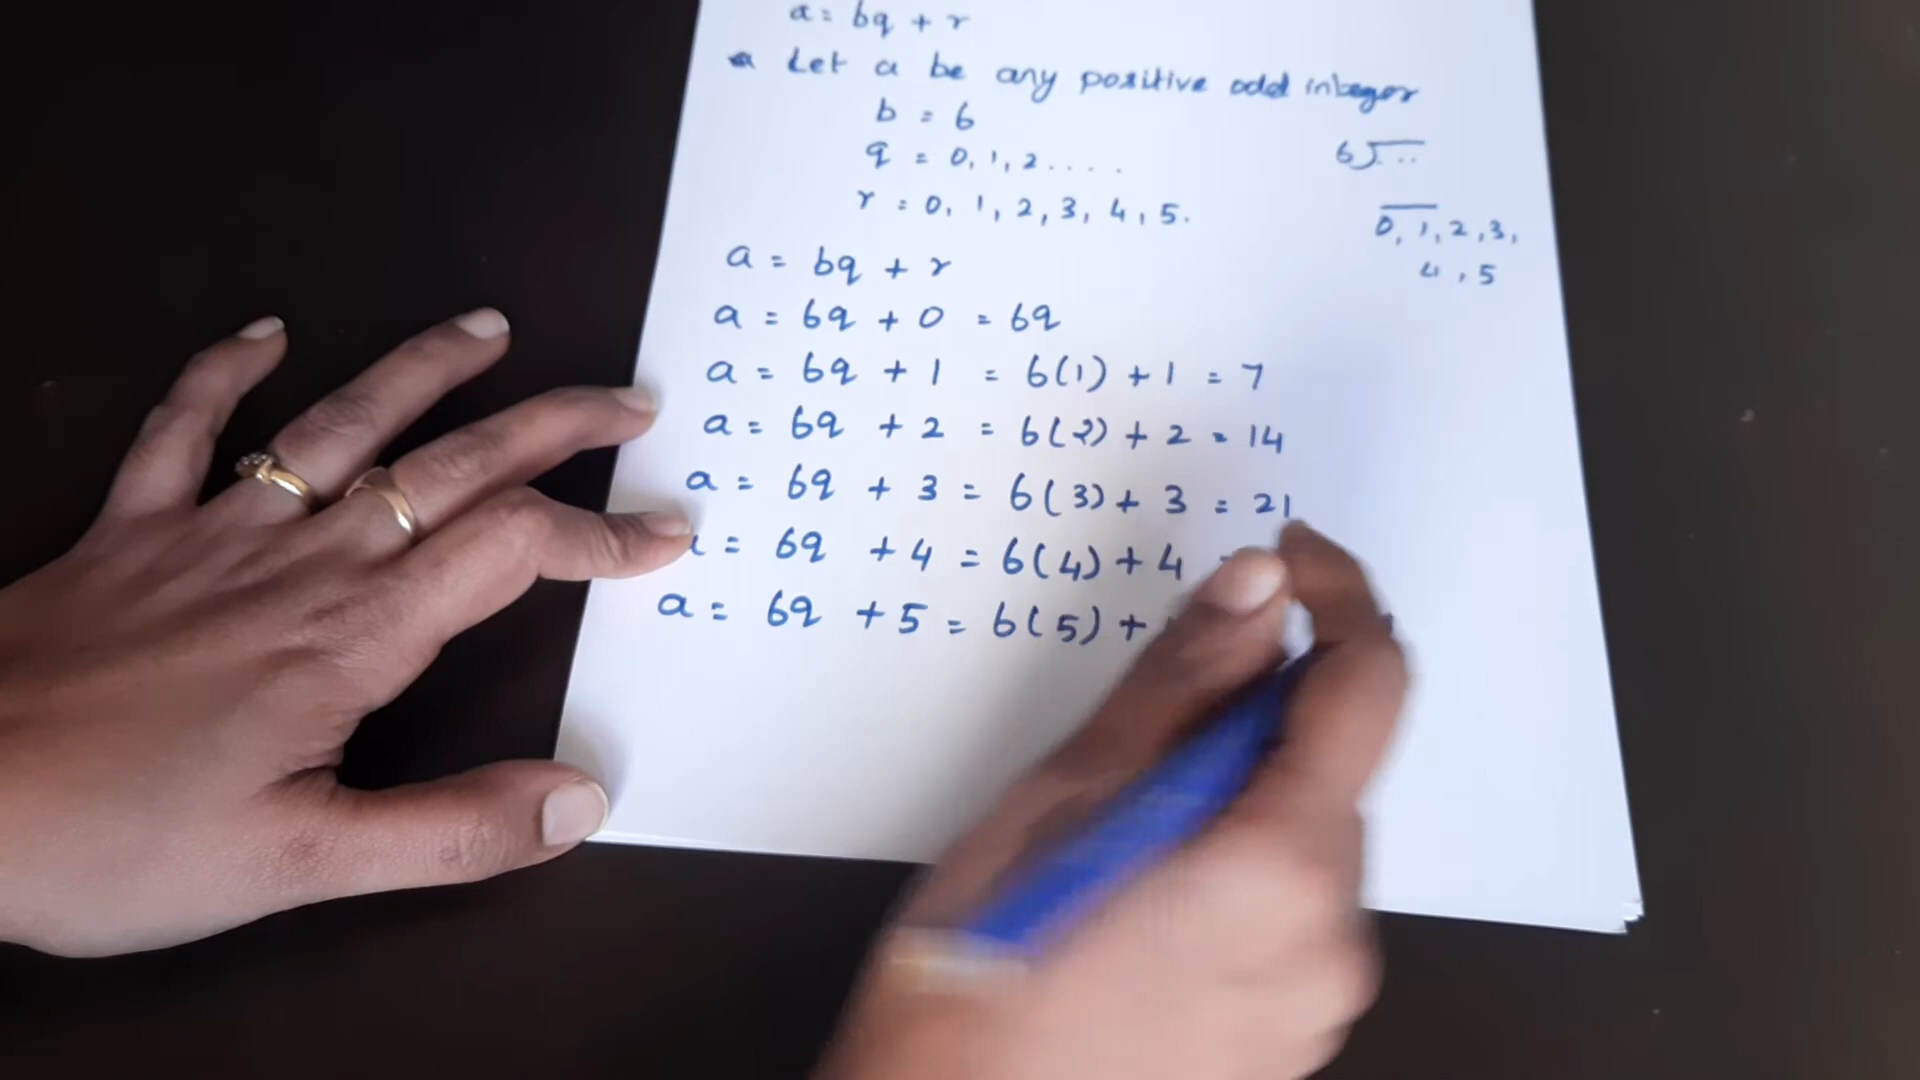 a = bq + r
Let a be any positive odd integer
b = 6
q = 0, 1, 2 . . . .
r = 0, 1, 2, 3, 4, 5.
6
0, 1, 2, 3,
4, 5
a = bq + r
a = 6q + 0 = 6q
a = 6q + 1 = 6(1) + 1 = 7
a = 6q + 2 = 6(2) + 2 = 14
a = 6q + 3 = 6(3) + 3 = 21
= 6q + 4 = 6(4) + 4
a = 6q + 5 = 6(5) +